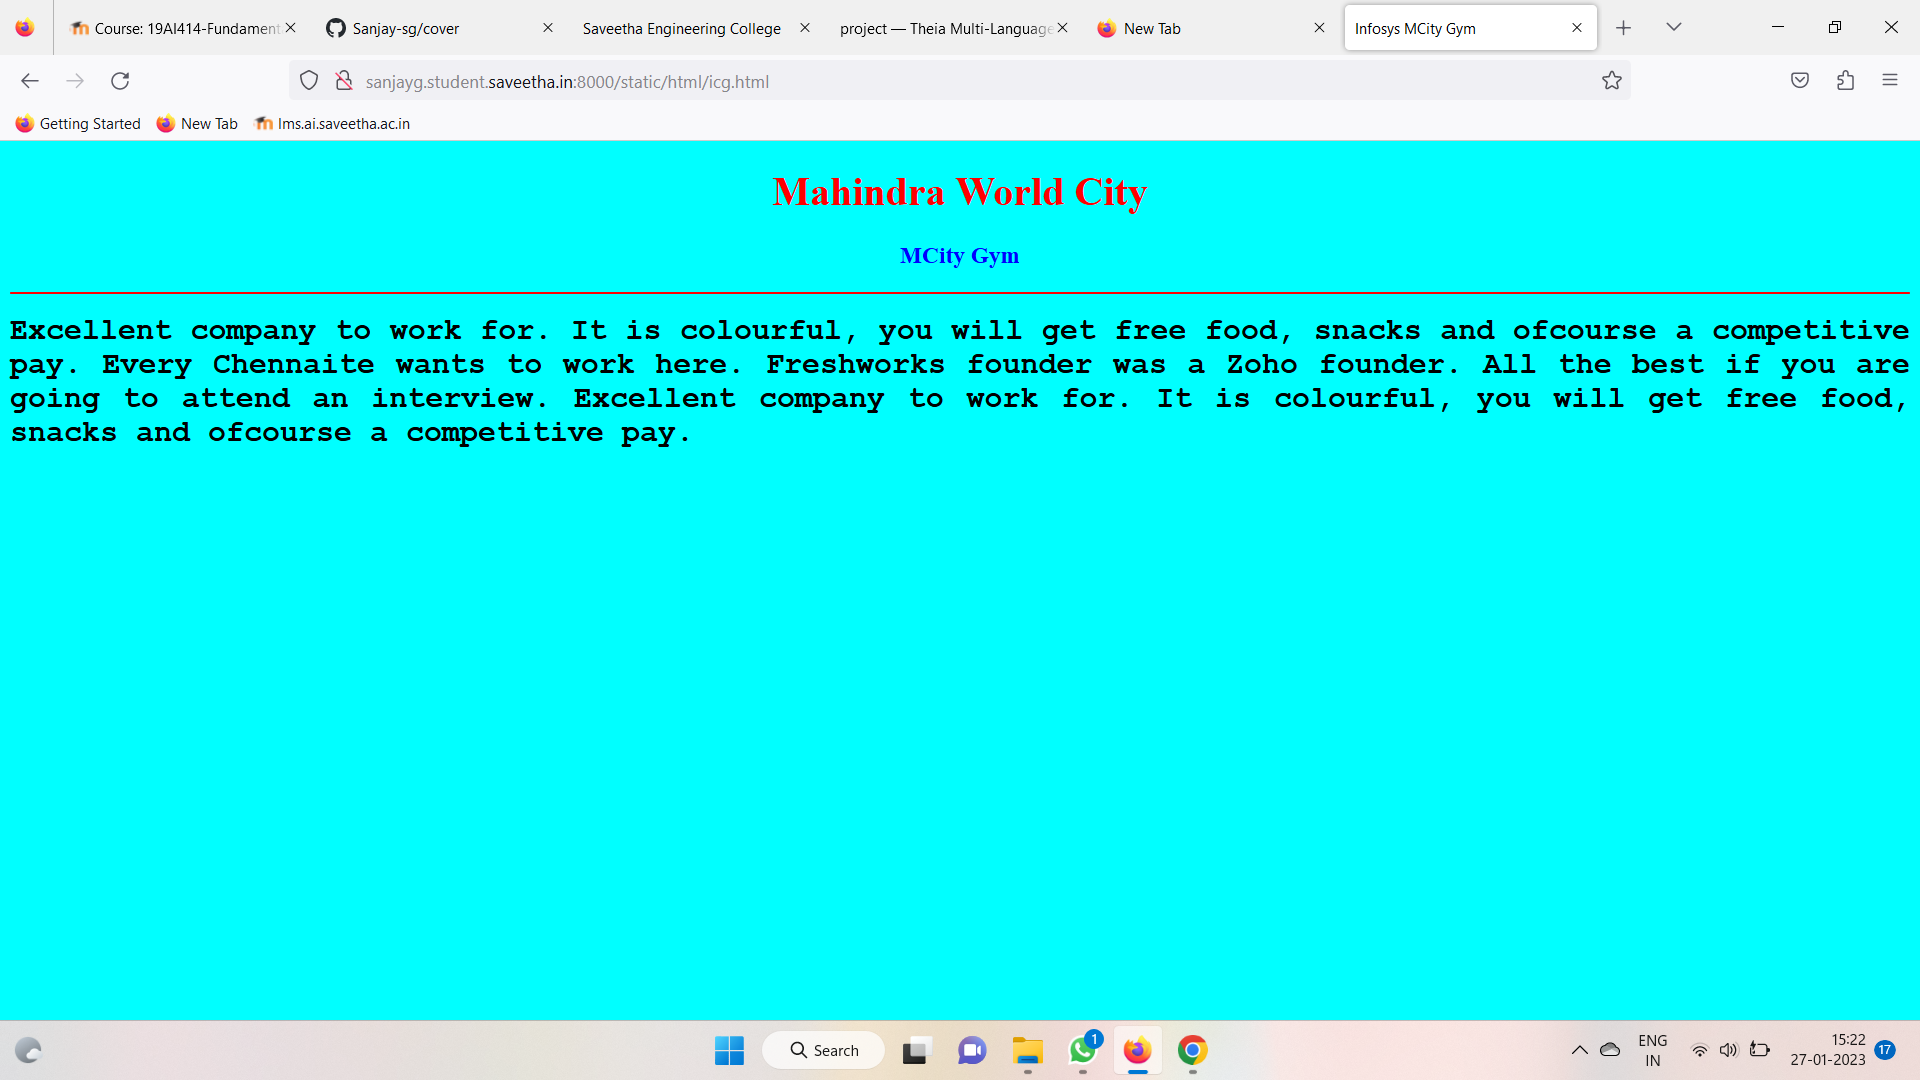 Course: 19AI414-Fundament
Sanjay-sg/cover
Saveetha Engineering College
project — Theia Multi-Language
New Tab
Infosys MCity Gym
sanjayg.student.saveetha.in:8000/static/html/icg.html
Getting Started
New Tab
lms.ai.saveetha.ac.in
Mahindra World City
MCity Gym
Excellent company to work for. It is colourful, you will get free food, snacks and ofcourse a competitive
pay. Every Chennaite wants to work here. Freshworks founder was a Zoho founder. All the best if you are
going to attend an interview. Excellent company to work for. It is colourful, you will get free food,
snacks and ofcourse a competitive pay.
Search
1
ENG
IN
15:22
27-01-2023
17